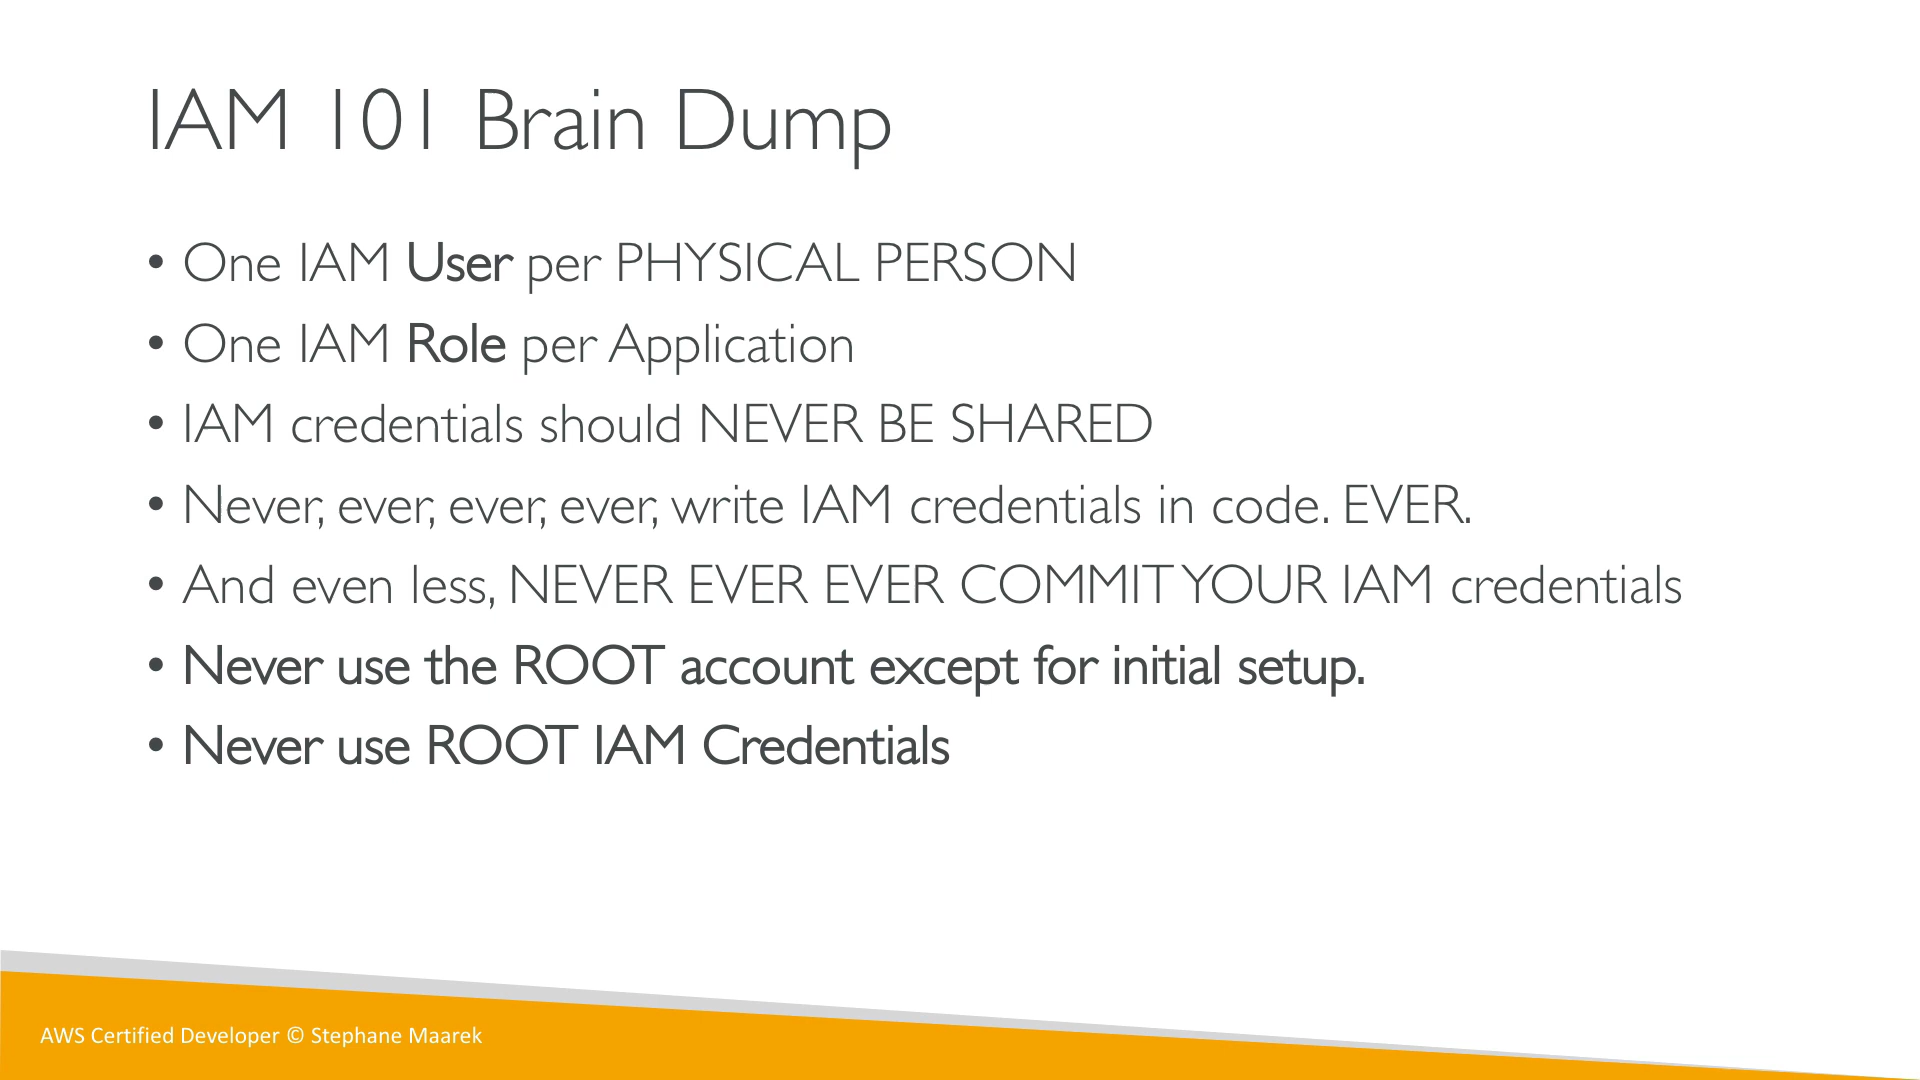 IAM 101 Brain Dump
• One IAM User per PHYSICAL PERSON
• One IAM Role per Application
• IAM credentials should NEVER BE SHARED
• Never, ever, ever, ever, write IAM credentials in code. EVER.
• And even less, NEVER EVER EVER COMMIT YOUR IAM credentials
• Never use the ROOT account except for initial setup.
• Never use ROOT IAM Credentials
AWS Certified Developer © Stephane Maarek